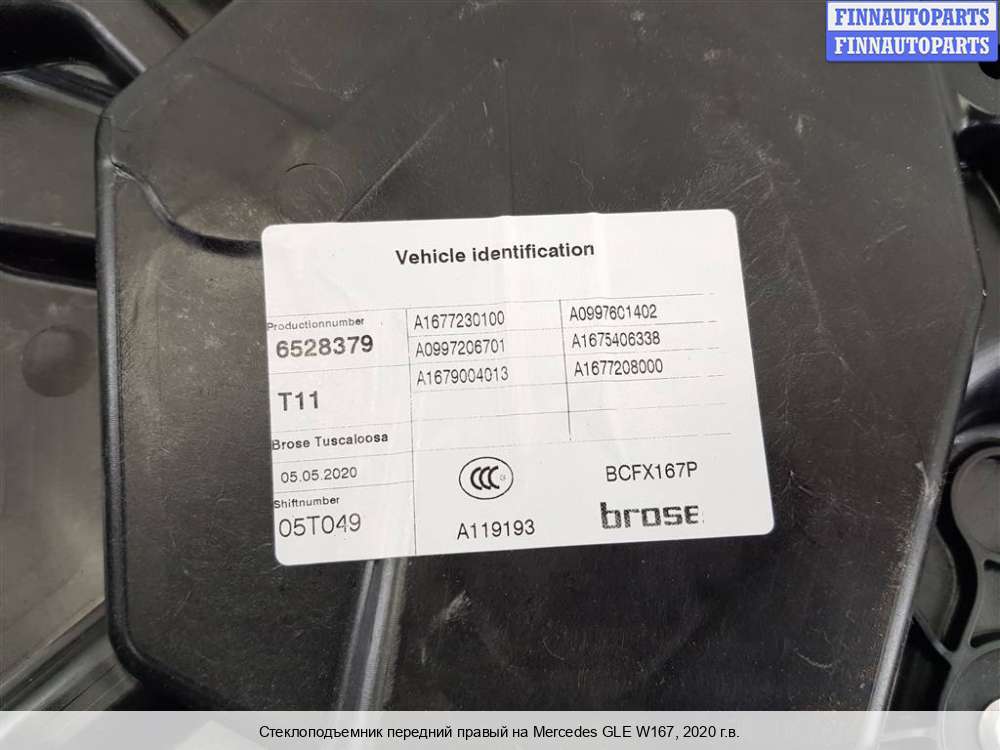 FINNAUTOPARTS
FINNAUTOPARTS
Vehicle identification
Productionnumber
6528379
T11
Brose Tuscaloosa
05.05.2020
Shiftnumber
05T049
A1677230100 A0997601402
A0997206701 A1675406338
A1679004013 A1677208000
CCC
A119193
BCFX167P
brose
Стеклоподъемник передний правый на Mercedes GLE W167, 2020 г.в.